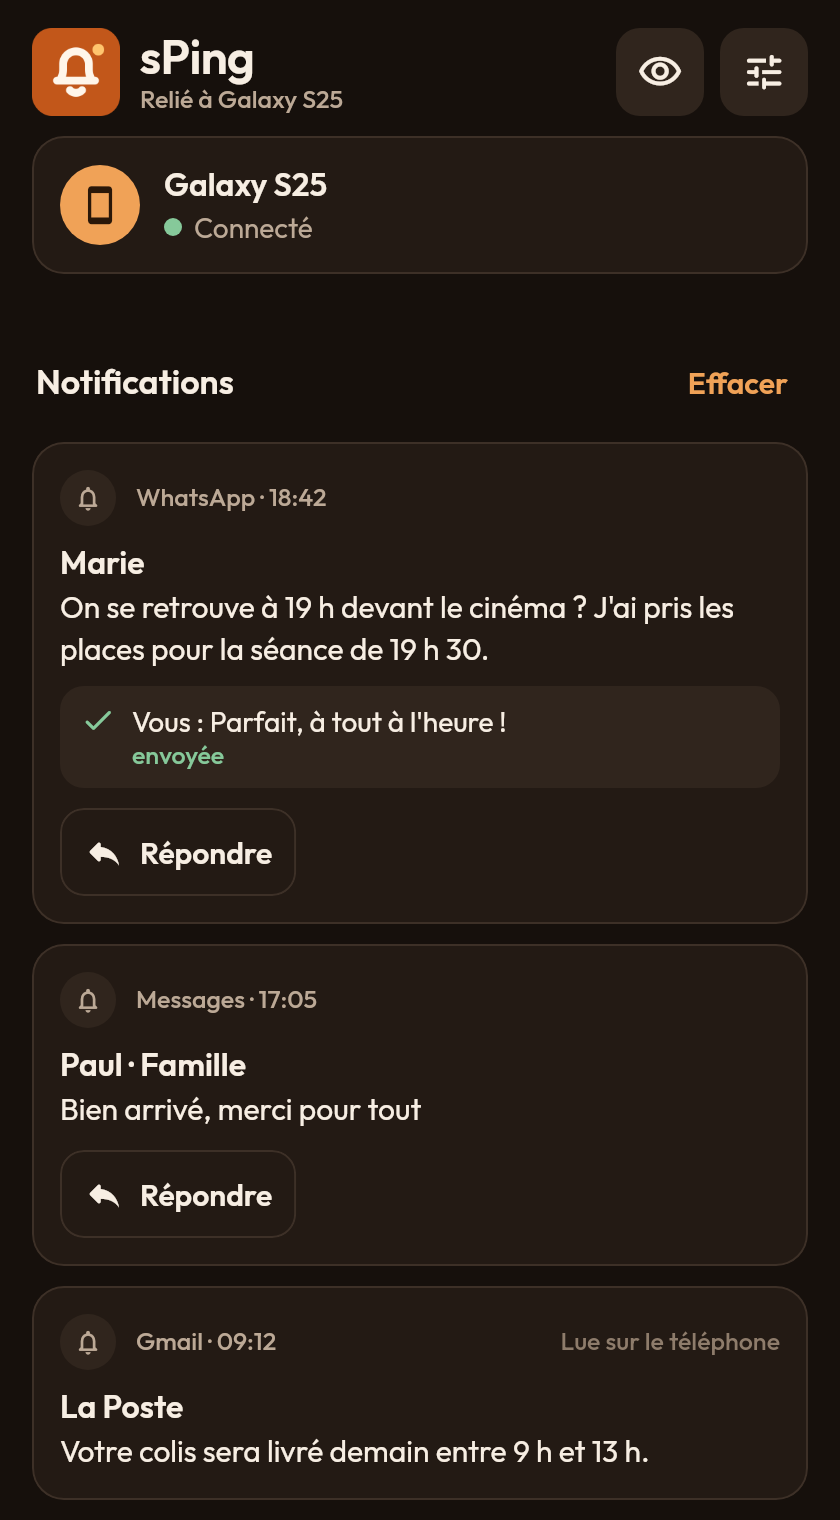 sPing
Relié à Galaxy S25
Galaxy S25
Connecté
Notifications
Effacer
WhatsApp · 18:42
Marie
On se retrouve à 19 h devant le cinéma ? J'ai pris les
places pour la séance de 19 h 30.
Vous : Parfait, à tout à l'heure !
envoyée
Répondre
Messages · 17:05
Paul · Famille
Bien arrivé, merci pour tout
Répondre
Gmail · 09:12
Lue sur le téléphone
La Poste
Votre colis sera livré demain entre 9 h et 13 h.